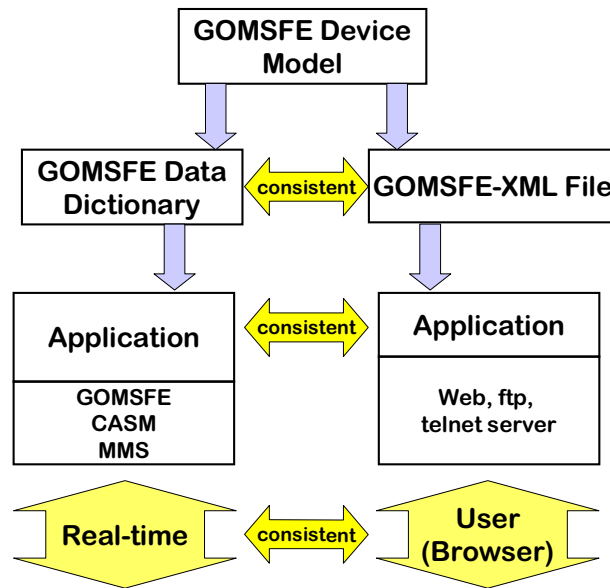 GOMSFE Device
Model
GOMSFE Data
Dictionary
consistent
GOMSFE-XML File
Application
GOMSFE
CASM
MMS
consistent
Application
Web, ftp,
telnet server
Real-time
consistent
User
(Browser)